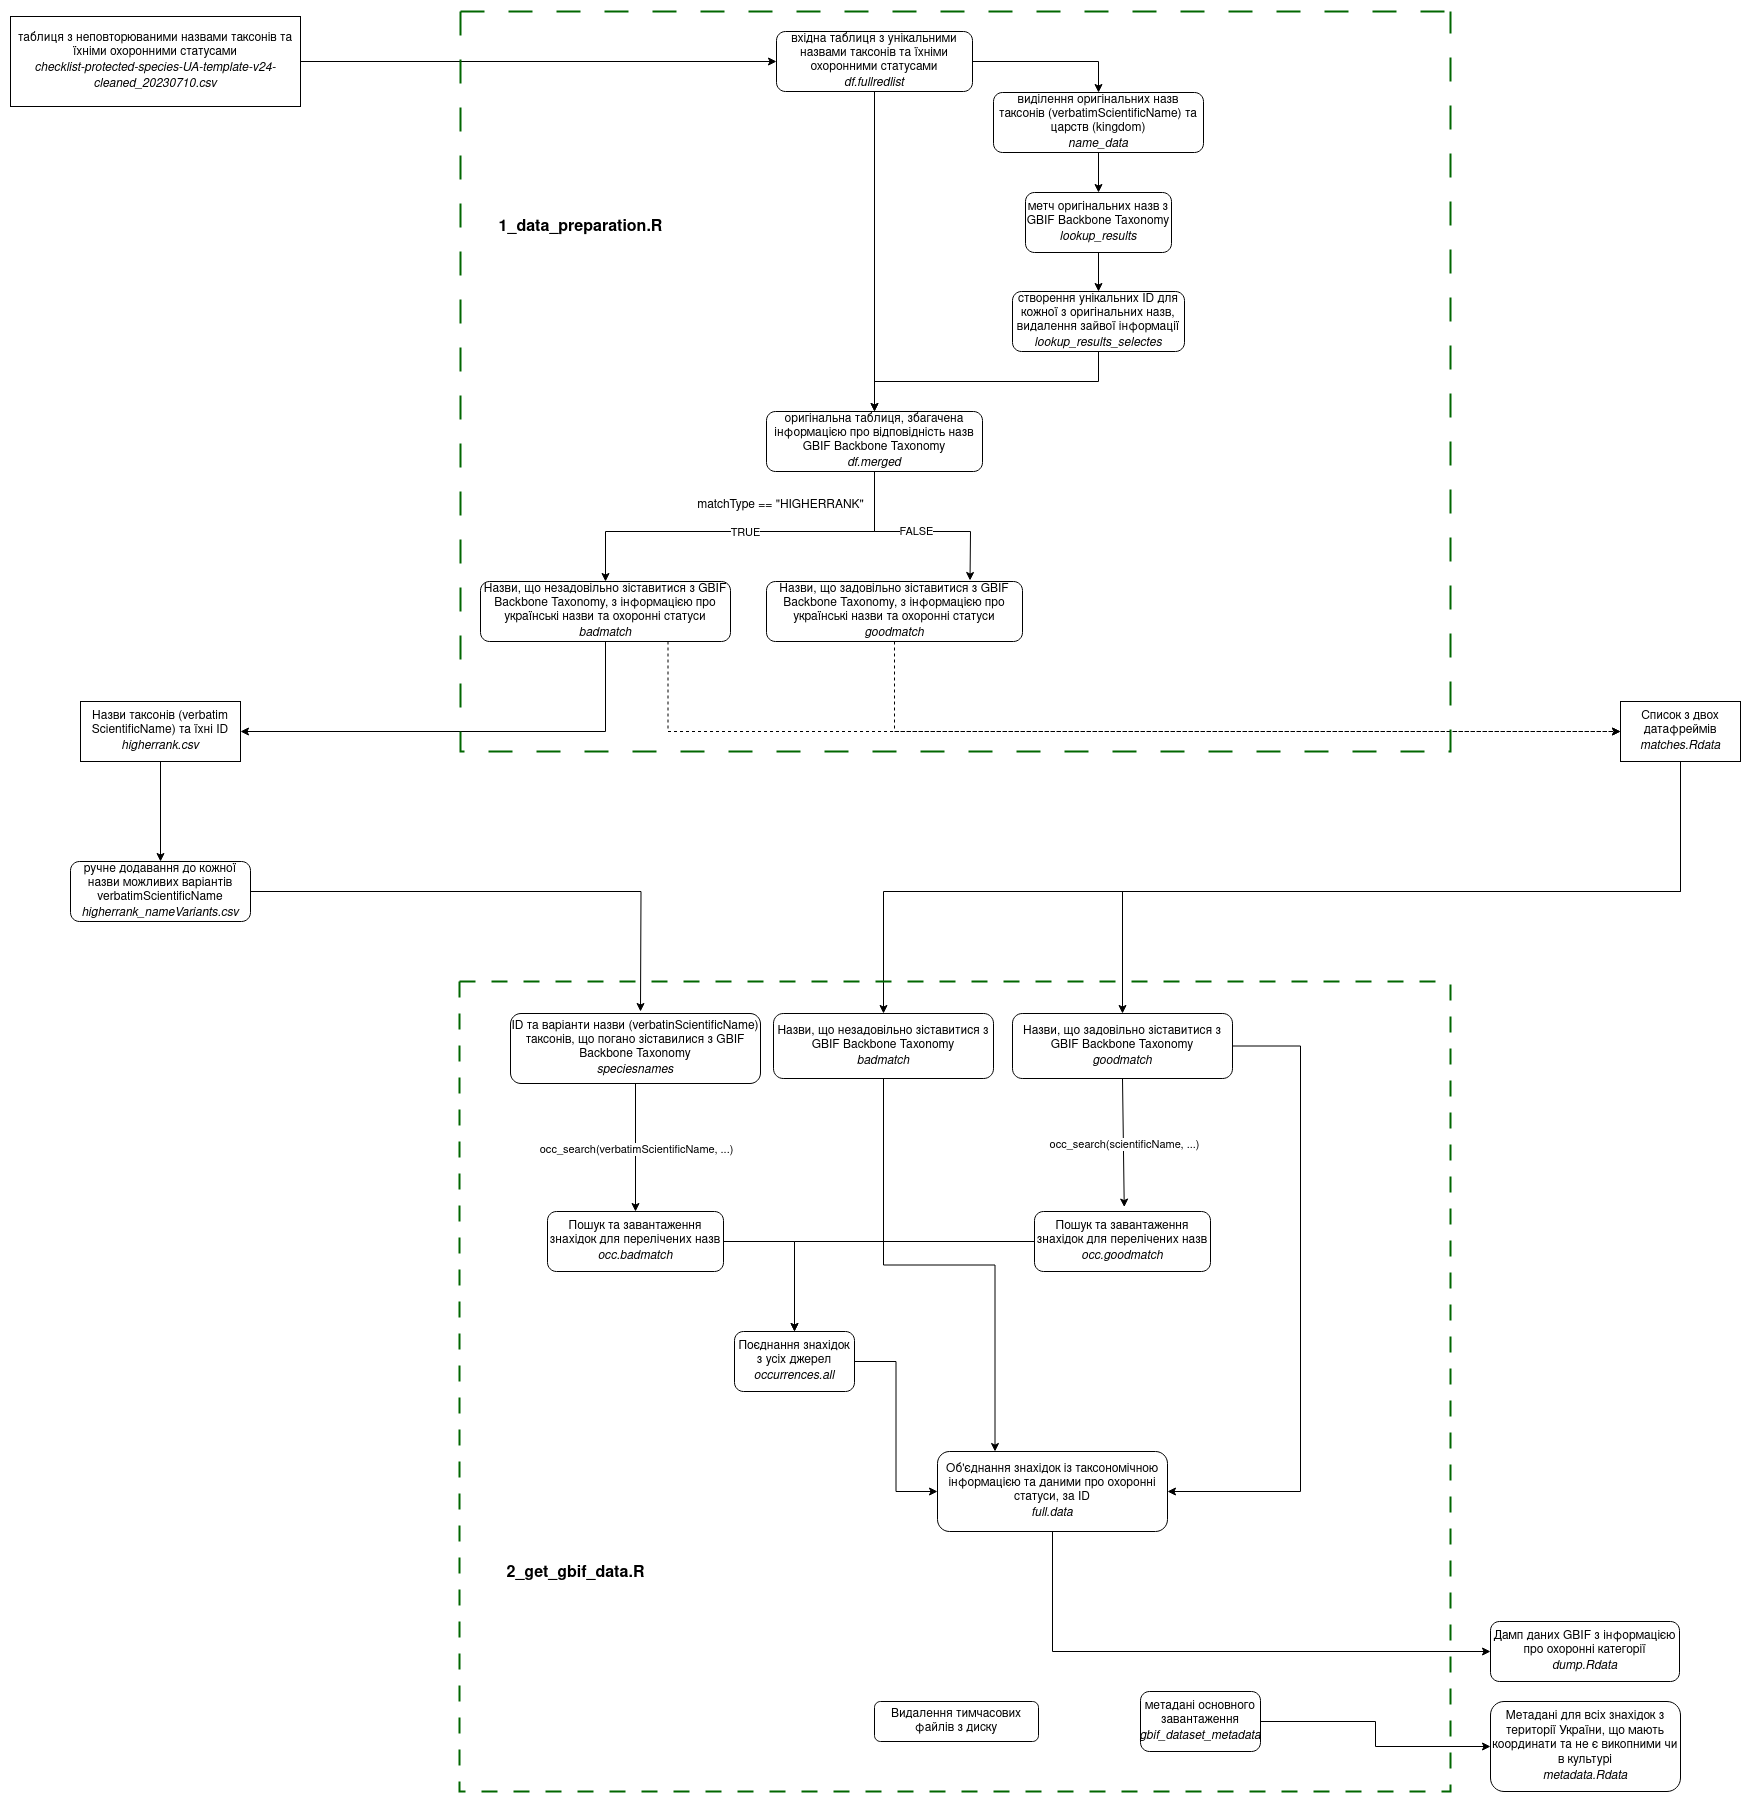 таблиця з неповторюваними назвами таксонів та
їхніми охоронними статусами
checklist-protected-species-UA-template-v24-
cleaned_20230710.csv
вхідна таблиця з унікальними
назвами таксонів та їхніми
охоронними статусами
df.fullredlist
виділення оригінальних назв
таксонів (verbatimScientificName) та
царств (kingdom)
name_data
1_data_preparation.R
метч оригінальних назв з
GBIF Backbone Taxonomy
lookup_results
створення унікальних ID для
кожної з оригінальних назв,
видалення зайвої інформації
lookup_results_selectes
оригінальна таблиця, збагачена
інформацією про відповідність назв
GBIF Backbone Taxonomy
df.merged
matchType == "HIGHERRANK"
TRUE
FALSE
Назви, що незадовільно зіставитися з GBIF
Backbone Taxonomy, з інформацією про
українські назви та охоронні статуси
badmatch
Назви, що задовільно зіставитися з GBIF
Backbone Taxonomy, з інформацією про
українські назви та охоронні статуси
goodmatch
Назви таксонів (verbatim
ScientificName) та їхні ID
higherrank.csv
Список з двох
датафреймів
matches.Rdata
ручне додавання до кожної
назви можливих варіантів
verbatimScientificName
higherrank_nameVariants.csv
ID та варіанти назви (verbatinScientificName)
таксонів, що погано зіставилися з GBIF
Backbone Taxonomy
speciesnames
Назви, що незадовільно зіставитися з
GBIF Backbone Taxonomy
badmatch
Назви, що задовільно зіставитися з
GBIF Backbone Taxonomy
goodmatch
occ_search(verbatimScientificName, ...)
occ_search(scientificName, ...)
Пошук та завантаження
знахідок для перелічених назв
occ.badmatch
Пошук та завантаження
знахідок для перелічених назв
occ.goodmatch
Поєднання знахідок
з усіх джерел
occurrences.all
Об'єднання знахідок із таксономічною
інформацією та даними про охоронні
статуси, за ID
full.data
2_get_gbif_data.R
Дамп даних GBIF з інформацією
про охоронні категорії
dump.Rdata
Видалення тимчасових
файлів з диску
метадані основного
завантаження
gbif_dataset_metadata
Метадані для всіх знахідок з
території України, що мають
координати та не є викопними чи
в культурі
metadata.Rdata